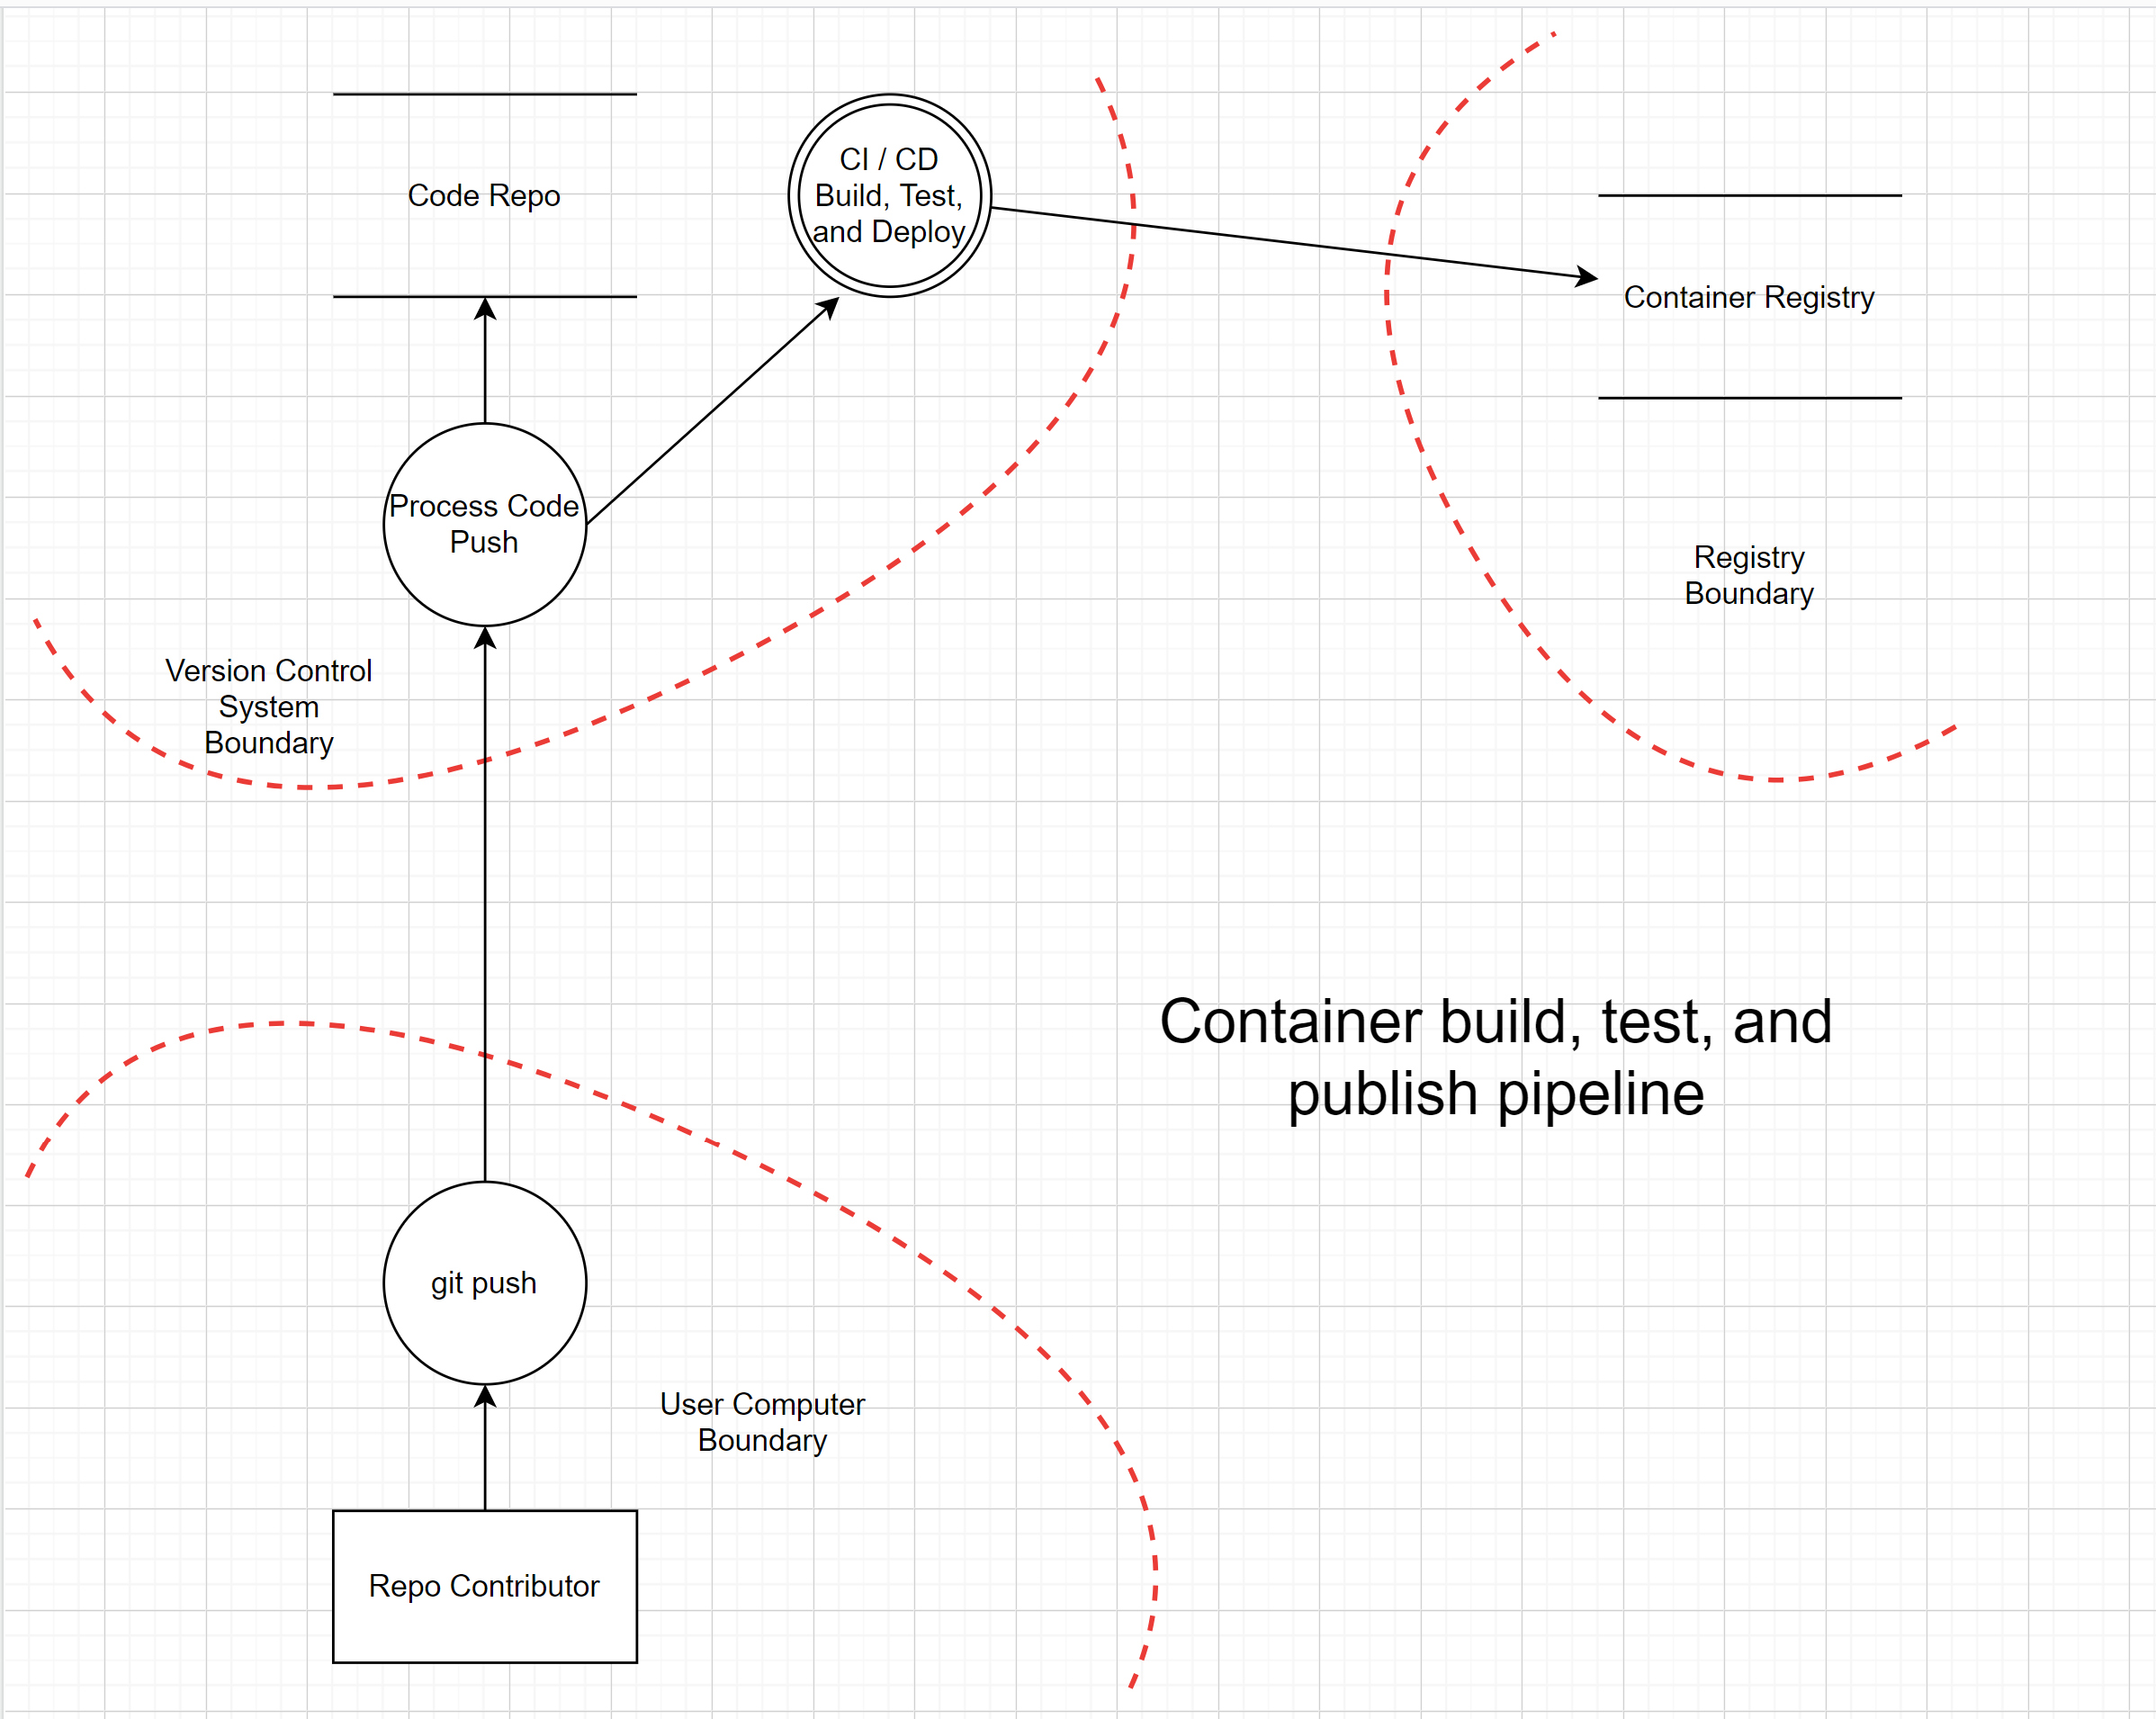 Code Repo
CI / CD
Build, Test,
and Deploy
Container Registry
Process Code
Push
Registry
Boundary
Version Control
System
Boundary
Container build, test, and
publish pipeline
git push
User Computer
Boundary
Repo Contributor